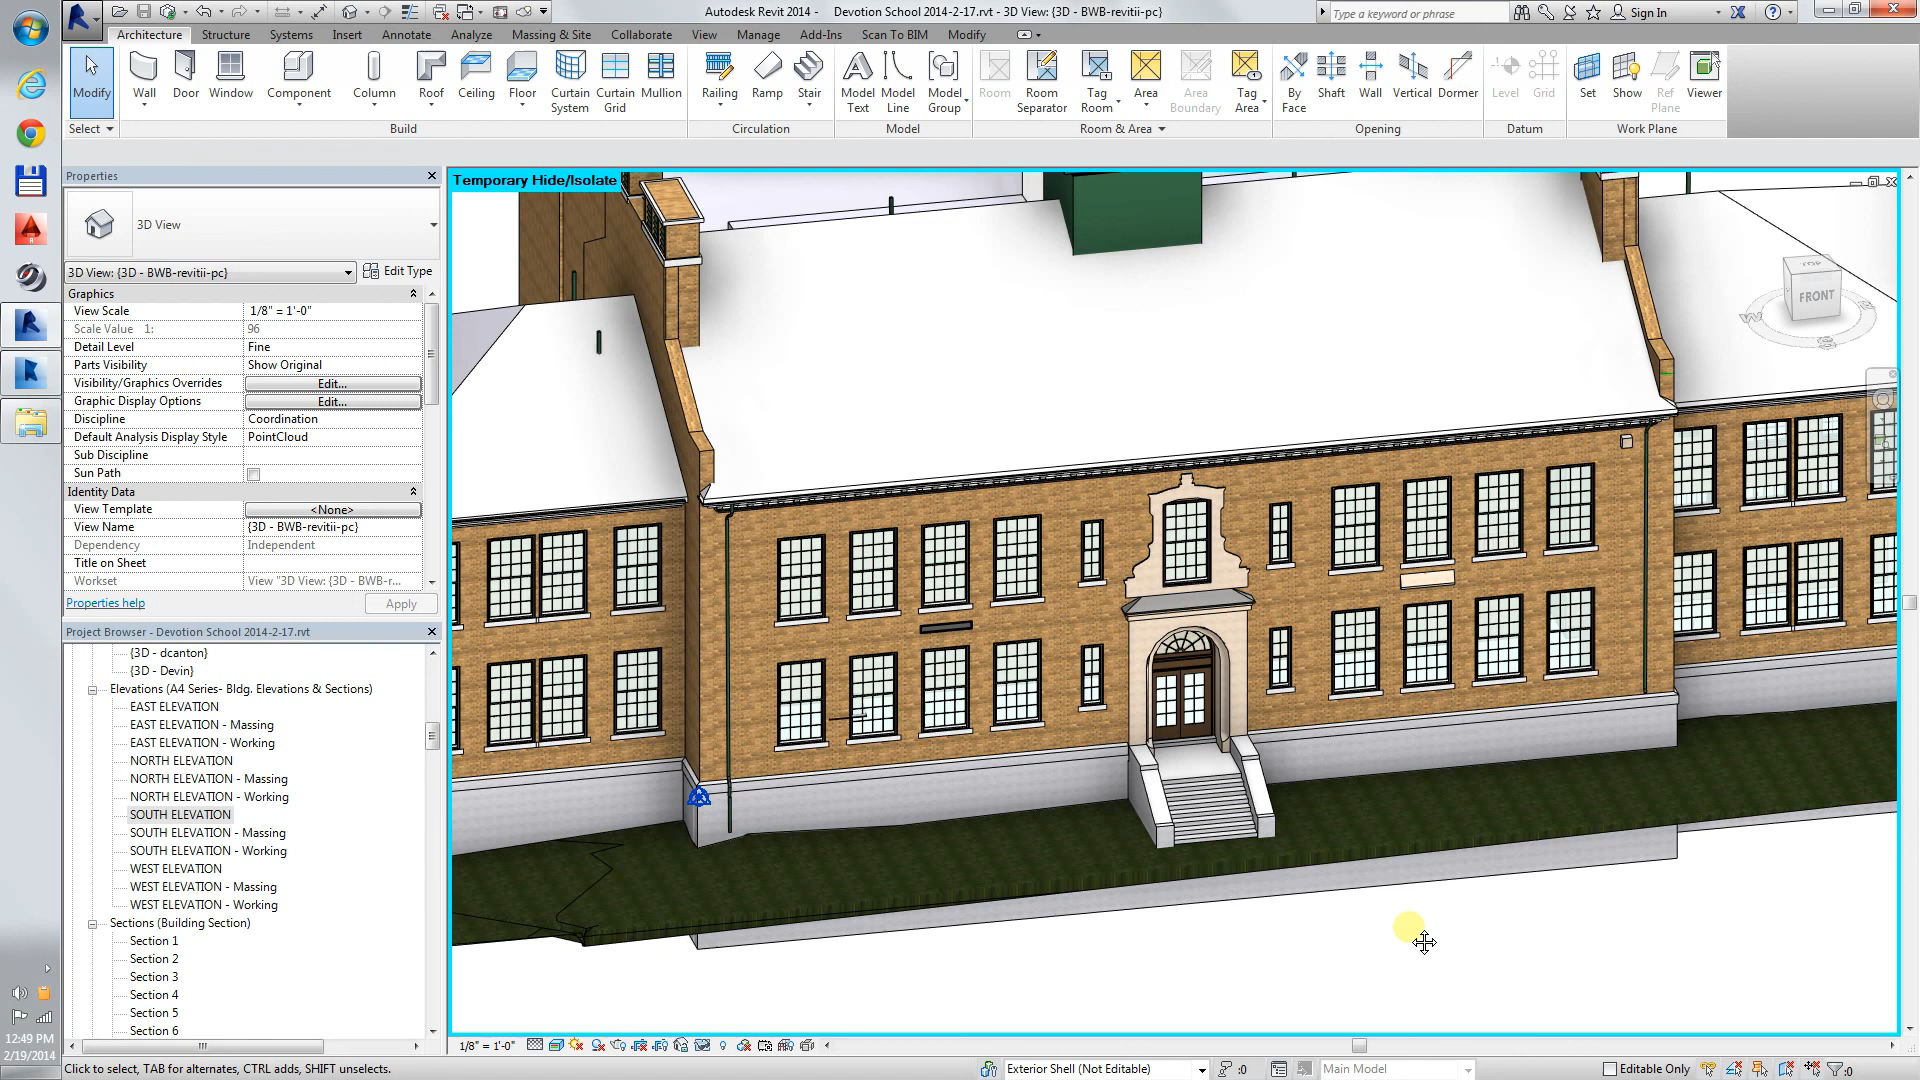 Autodesk Revit 2014 - Devotion School 2014-2-17.rvt - 3D View: {3D - BWB-revitii-pc}
Type a keyword or phrase
Sign In
Architecture Structure Systems Insert Annotate Analyze Massing & Site Collaborate View Manage Add-Ins Scan To BIM Modify
Modify Wall Door Window Component Column Roof Ceiling Floor Curtain System Curtain Grid Mullion Railing Ramp Stair Model Text Model Line Model Group Room Room Separator Tag Room Area Area Boundary Tag Area By Face Shaft Wall Vertical Dormer Level Grid Set Show Ref Plane Viewer
Select Build Circulation Model Room & Area Opening Datum Work Plane
Properties
3D View
3D View: {3D - BWB-revitii-pc}
Edit Type
Graphics
View Scale 1/8" = 1'-0"
Scale Value 1: 96
Detail Level Fine
Parts Visibility Show Original
Visibility/Graphics Overrides Edit...
Graphic Display Options Edit...
Discipline Coordination
Default Analysis Display Style PointCloud
Sub Discipline
Sun Path
Identity Data
View Template <None>
View Name {3D - BWB-revitii-pc}
Dependency Independent
Title on Sheet
Workset View "3D View: {3D - BWB-r...
Properties help
Apply
Project Browser - Devotion School 2014-2-17.rvt
{3D - dcanton}
{3D - Devin}
Elevations (A4 Series- Bldg. Elevations & Sections)
EAST ELEVATION
EAST ELEVATION - Massing
EAST ELEVATION - Working
NORTH ELEVATION
NORTH ELEVATION - Massing
NORTH ELEVATION - Working
SOUTH ELEVATION
SOUTH ELEVATION - Massing
SOUTH ELEVATION - Working
WEST ELEVATION
WEST ELEVATION - Massing
WEST ELEVATION - Working
Sections (Building Section)
Section 1
Section 2
Section 3
Section 4
Section 5
Section 6
Temporary Hide/Isolate
TOP
FRONT
W
S
1/8" = 1'-0"
12:49 PM
2/19/2014
Click to select, TAB for alternates, CTRL adds, SHIFT unselects.
Exterior Shell (Not Editable)
:0
Main Model
Editable Only
:0